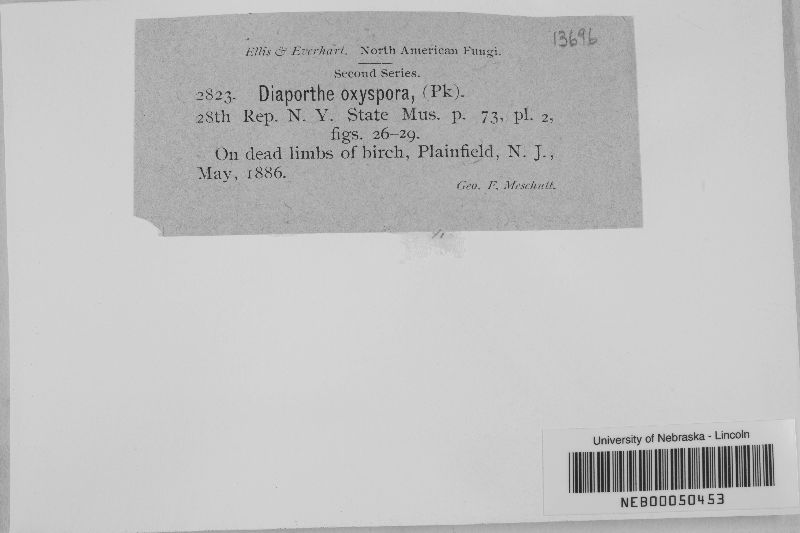 13696
Ellis & Everhart. North American Fungi.
Second Series.
2823. Diaporthe oxyspora, (Pk).
28th Rep. N. Y. State Mus. p. 73, pl. 2,
figs. 26–29.
On dead limbs of birch, Plainfield, N. J.,
May, 1886.
Geo. F. Meschutt.
University of Nebraska - Lincoln
NEB00050453